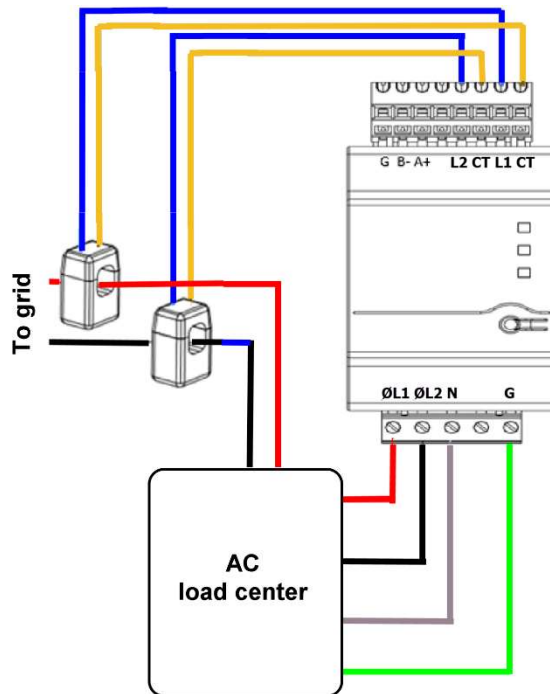 G B- A+ L2 CT L1 CT
To grid
ØL1 ØL2 N G
AC
load center